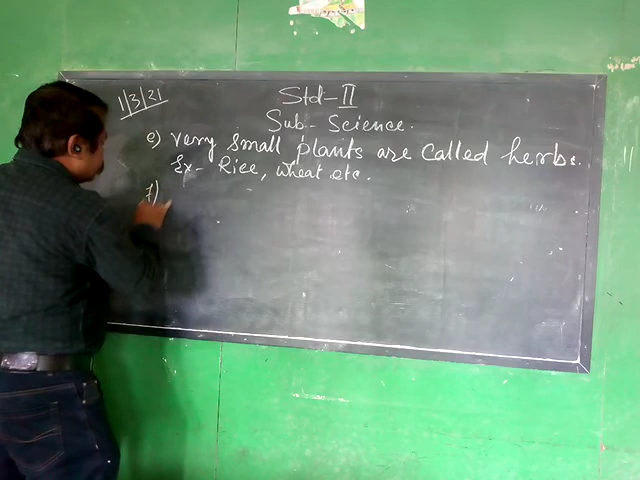 1/3/21
Std-II
Sub-Science.
e) very small plants are called herbs.
Ex- Rice, wheat etc.
f)